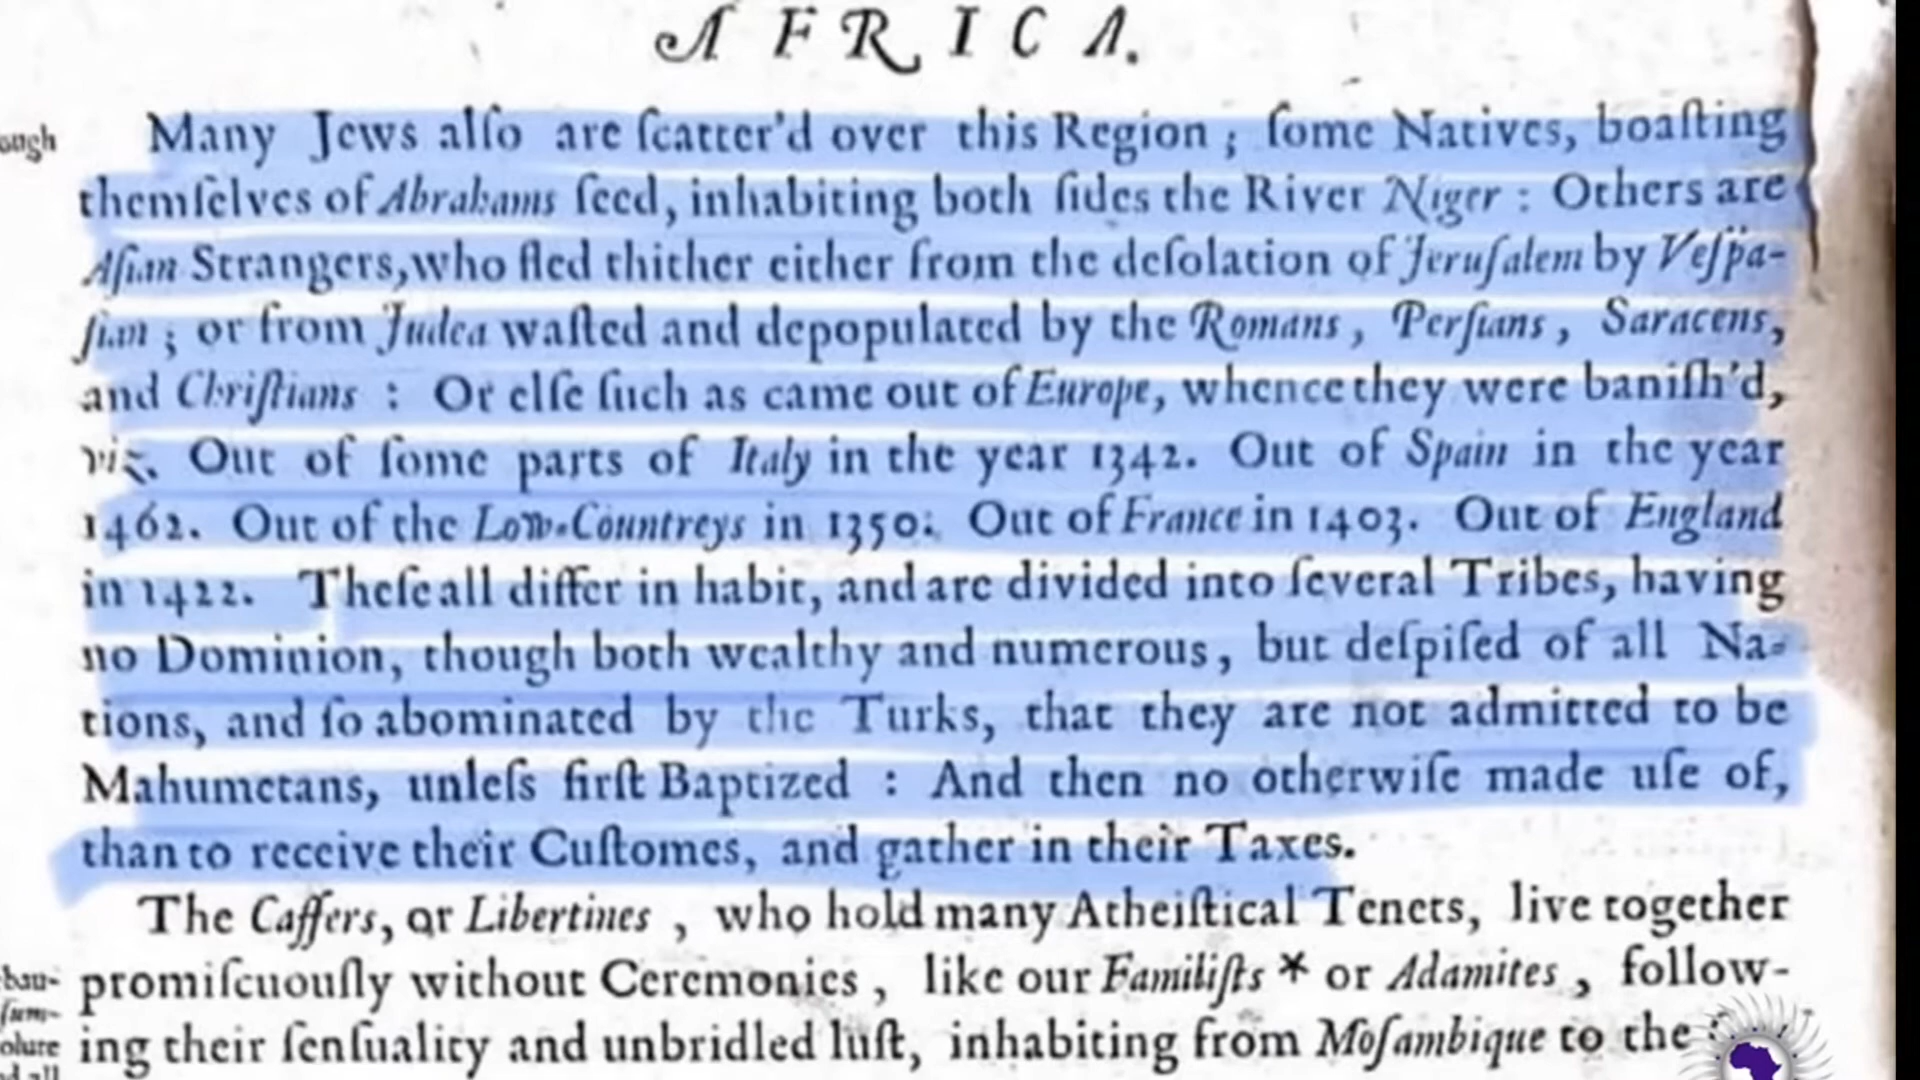 AFRICA.
ough
Many Jews alſo are ſcatter'd over this Region ; ſome Natives, boaſting
themſelves of Abrahams ſeed, inhabiting both ſides the River Niger : Others are
Aſian Strangers, who fled thither either from the deſolation of Jeruſalem by Veſpa-
ſian ; or from Judea waſted and depopulated by the Romans, Perſians, Saracens,
and Chriſtians : Or elſe ſuch as came out of Europe, whence they were baniſh'd,
viz. Out of ſome parts of Italy in the year 1342. Out of Spain in the year
1462. Out of the Low-Countreys in 1350. Out of France in 1403. Out of England
in 1422. Theſe all differ in habit, and are divided into ſeveral Tribes, having
no Dominion, though both wealthy and numerous, but deſpiſed of all Na-
tions, and ſo abominated by the Turks, that they are not admitted to be
Mahumetans, unleſs firſt Baptized : And then no otherwiſe made uſe of,
than to receive their Cuſtomes, and gather in their Taxes.
The Caffers, or Libertines, who hold many Atheiſtical Tenets, live together
bau- promiſcuouſly without Ceremonies, like our Familiſts * or Adamites, follow-
ſum-
olure ing their ſenſuality and unbridled luſt, inhabiting from Moſambique to the
d all